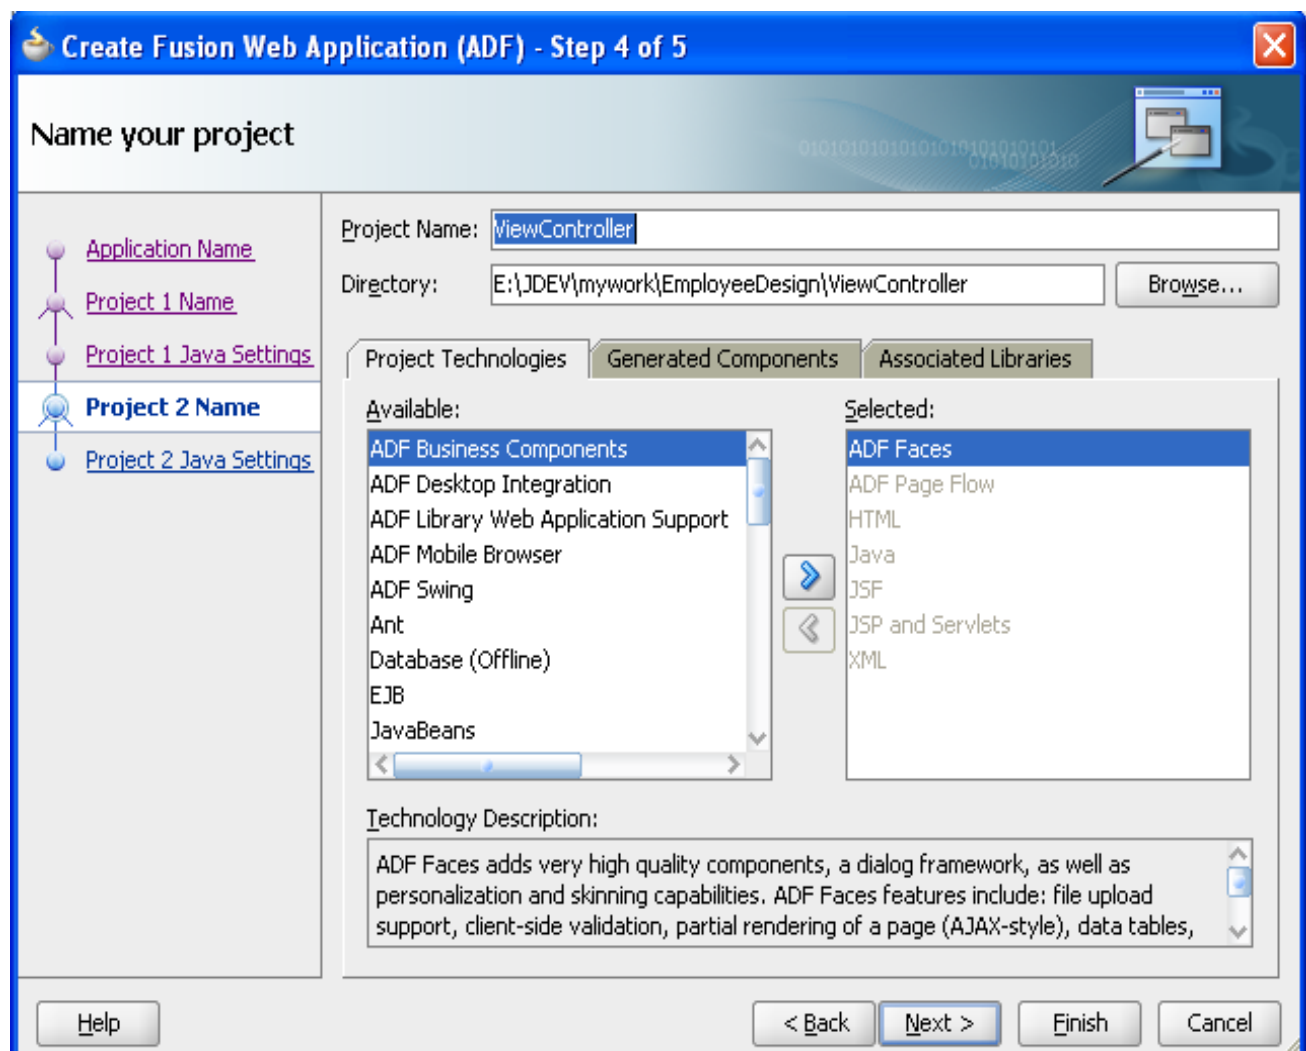 Create Fusion Web Application (ADF) - Step 4 of 5
Name your project
Application Name
Project 1 Name
Project 1 Java Settings
Project 2 Name
Project 2 Java Settings
Project Name: ViewController
Directory: E:\JDEV\mywork\EmployeeDesign\ViewController Browse...
Project Technologies Generated Components Associated Libraries
Available:
ADF Business Components
ADF Desktop Integration
ADF Library Web Application Support
ADF Mobile Browser
ADF Swing
Ant
Database (Offline)
EJB
JavaBeans
Selected:
ADF Faces
ADF Page Flow
HTML
Java
JSF
JSP and Servlets
XML
Technology Description:
ADF Faces adds very high quality components, a dialog framework, as well as
personalization and skinning capabilities. ADF Faces features include: file upload
support, client-side validation, partial rendering of a page (AJAX-style), data tables,
Help < Back Next > Finish Cancel